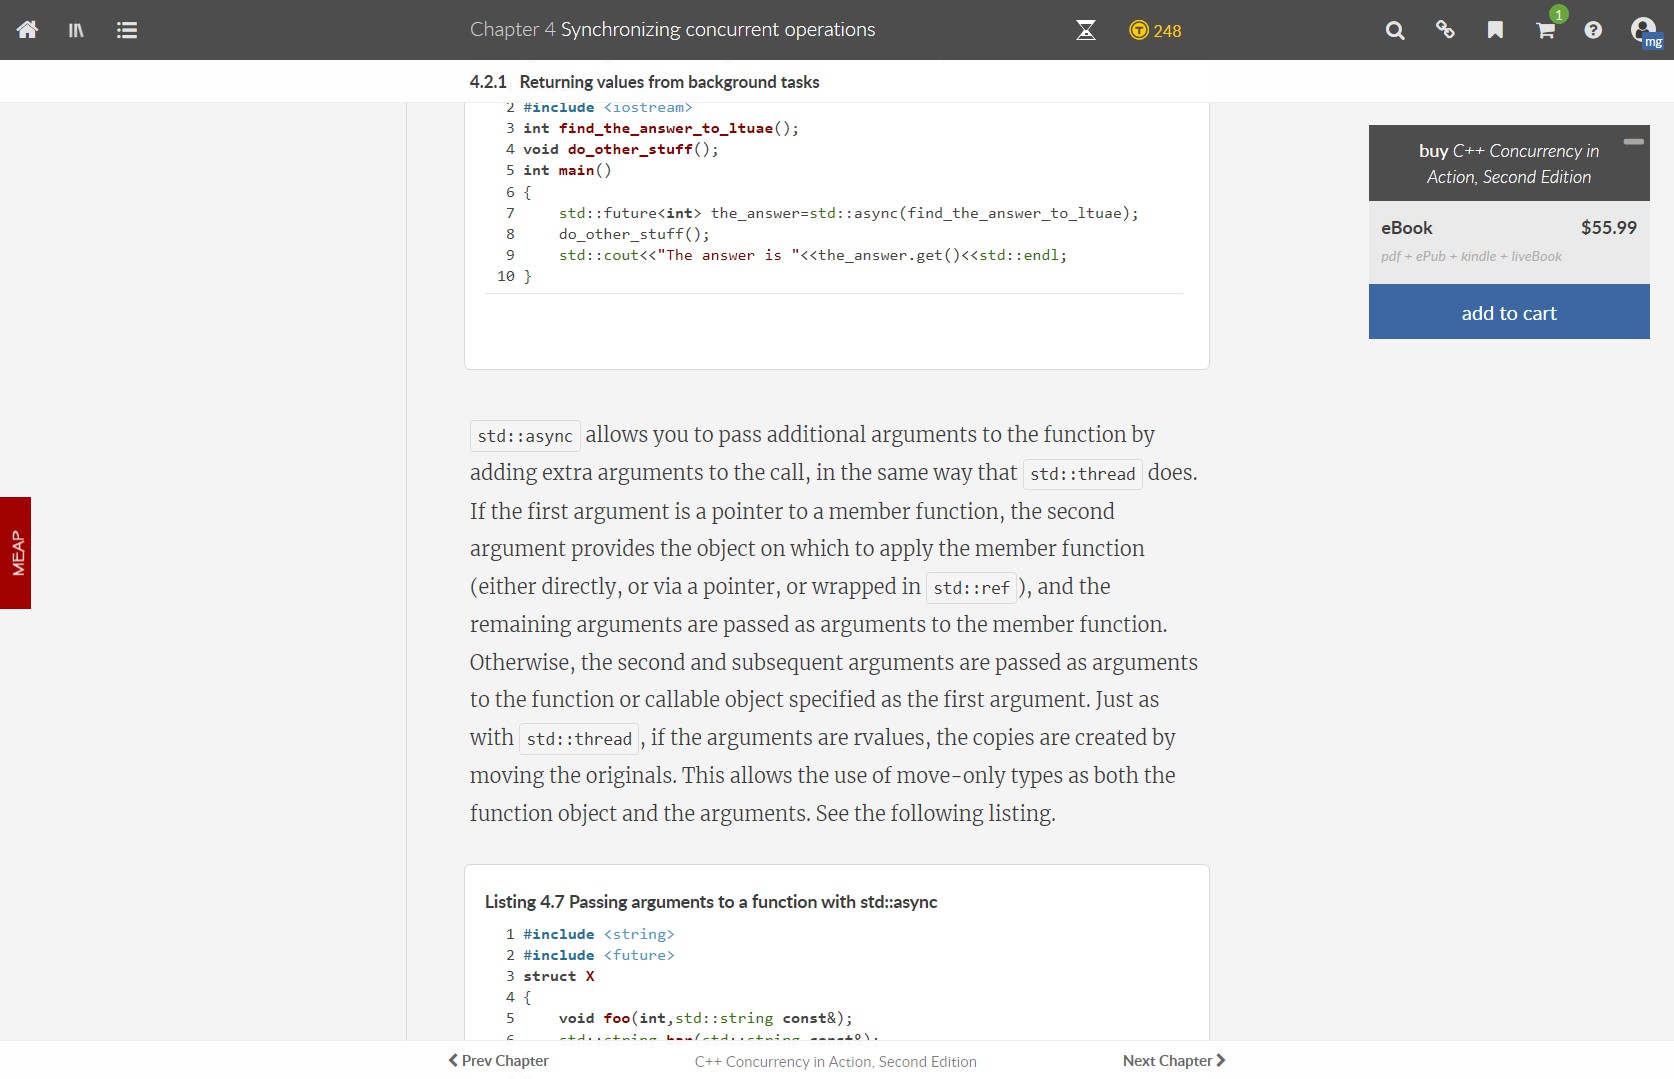 Chapter 4 Synchronizing concurrent operations
248
1
mg
4.2.1 Returning values from background tasks
2 #include <iostream>
3 int find_the_answer_to_ltuae();
4 void do_other_stuff();
5 int main()
6 {
7 std::future<int> the_answer=std::async(find_the_answer_to_ltuae);
8 do_other_stuff();
9 std::cout<<"The answer is "<<the_answer.get()<<std::endl;
10 }
buy C++ Concurrency in
Action, Second Edition
eBook $55.99
pdf + ePub + kindle + liveBook
add to cart
MEAP
std::async allows you to pass additional arguments to the function by
adding extra arguments to the call, in the same way that std::thread does.
If the first argument is a pointer to a member function, the second
argument provides the object on which to apply the member function
(either directly, or via a pointer, or wrapped in std::ref ), and the
remaining arguments are passed as arguments to the member function.
Otherwise, the second and subsequent arguments are passed as arguments
to the function or callable object specified as the first argument. Just as
with std::thread , if the arguments are rvalues, the copies are created by
moving the originals. This allows the use of move-only types as both the
function object and the arguments. See the following listing.
Listing 4.7 Passing arguments to a function with std::async
1 #include <string>
2 #include <future>
3 struct X
4 {
5 void foo(int,std::string const&);
6 std::string bar(std::string const&);
Prev Chapter
C++ Concurrency in Action, Second Edition
Next Chapter